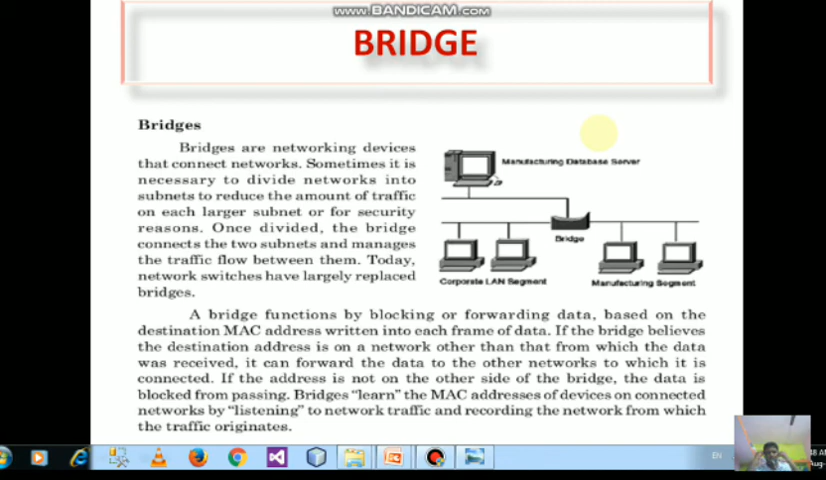 WWW.BANDICAM.COM
BRIDGE
Bridges
Bridges are networking devices
that connect networks. Sometimes it is
necessary to divide networks into
subnets to reduce the amount of traffic
on each larger subnet or for security
reasons. Once divided, the bridge
connects the two subnets and manages
the traffic flow between them. Today,
network switches have largely replaced
bridges.
Manufacturing Database Server
Bridge
Corporate LAN Segment
Manufacturing Segment
A bridge functions by blocking or forwarding data, based on the
destination MAC address written into each frame of data. If the bridge believes
the destination address is on a network other than that from which the data
was received, it can forward the data to the other networks to which it is
connected. If the address is not on the other side of the bridge, the data is
blocked from passing. Bridges “learn” the MAC addresses of devices on connected
networks by “listening” to network traffic and recording the network from which
the traffic originates.
EN